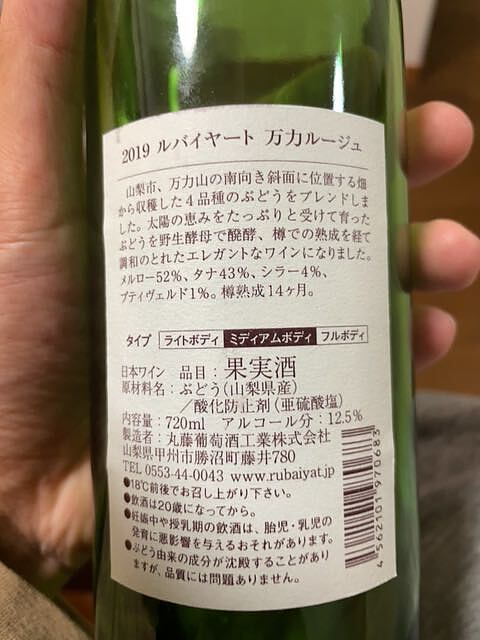 2019 ルバイヤート 万力ルージュ
山梨市、万力山の南向き斜面に位置する畑
から収穫した4品種のぶどうをブレンドしま
した。太陽の恵みをたっぷりと受けて育った
ぶどうを野生酵母で醗酵、樽での熟成を経て
調和のとれたエレガントなワインになりました。
メルロー52%、タナ43%、シラー4%、
プティヴェルド1%。樽熟成14ヶ月。
タイプ ライトボディ ミディアムボディ フルボディ
日本ワイン 品目：果実酒
原材料名：ぶどう（山梨県産）
／酸化防止剤（亜硫酸塩）
内容量：720ml アルコール分：12.5%
製造者：丸藤葡萄酒工業株式会社
山梨県甲州市勝沼町藤井780
TEL 0553-44-0043 www.rubaiyat.jp
●18℃前後でお召し上がり下さい。
●飲酒は20歳になってから。
●妊娠中や授乳期の飲酒は、胎児・乳児の
発育に悪影響を与えるおそれがあります。
●ぶどう由来の成分が沈殿することがあり
ますが、品質には問題ありません。
4 562101 970685